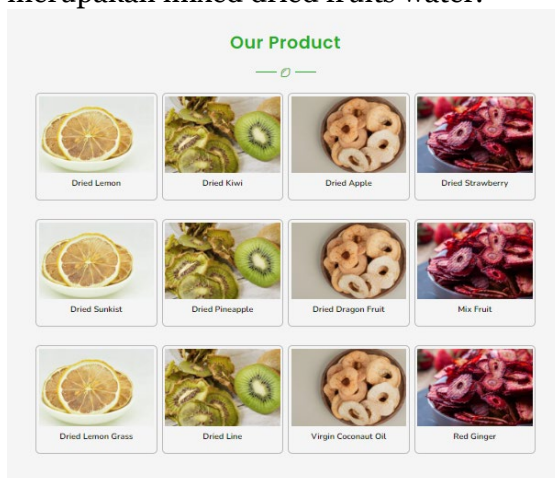 merupakan mixed dried fruits water.
Our Product
Dried Lemon
Dried Kiwi
Dried Apple
Dried Strawberry
Dried Sunkist
Dried Pineapple
Dried Dragon Fruit
Mix Fruit
Dried Lemon Grass
Dried Line
Virgin Coconaut Oil
Red Ginger